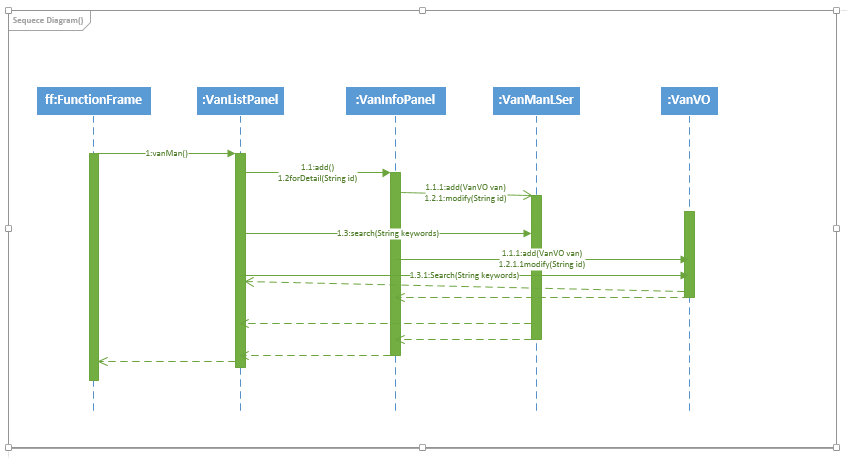 Sequece Diagram()
ff:FunctionFrame
:VanListPanel
:VanInfoPanel
:VanManLSer
:VanVO
1:vanMan()
1.1:add()
1.2forDetail(String id)
1.1.1:add(VanVO van)
1.2.1:modify(String id)
1.3:search(String keywords)
1.1.1:add(VanVO van)
1.2.1.1modify(String id)
1.3.1:Search(String keywords)